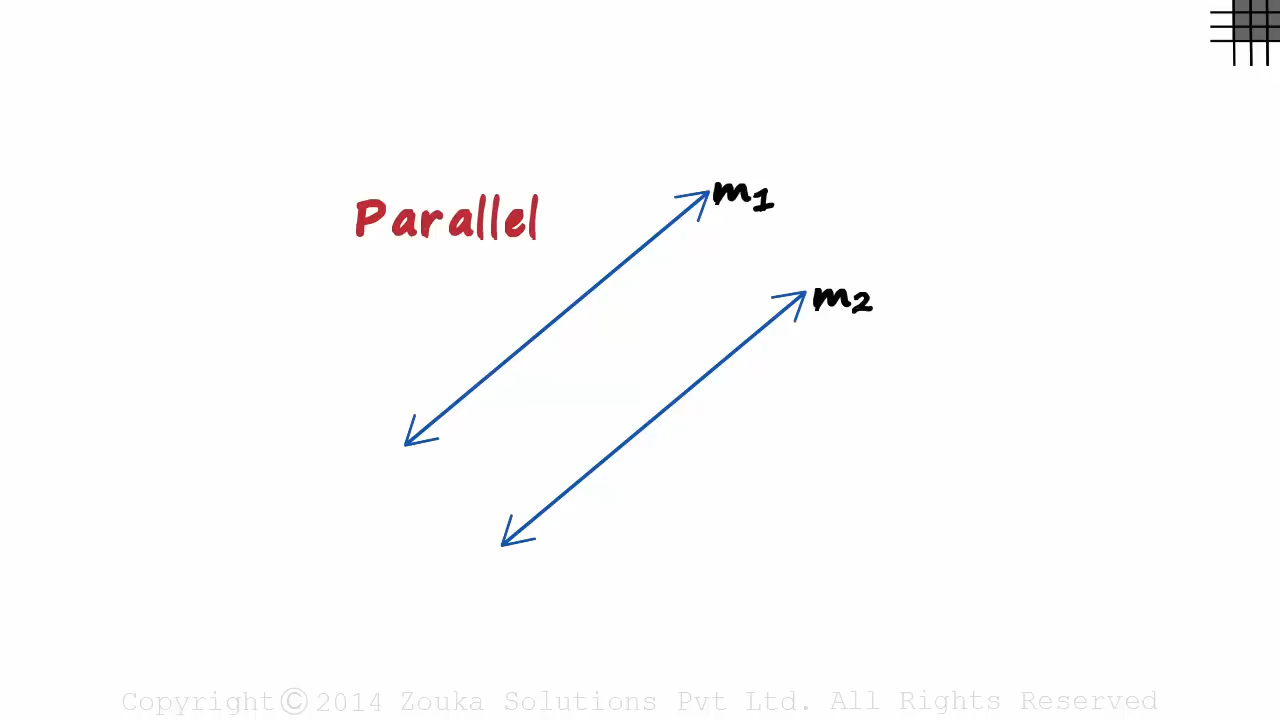 Parallel
m₁
m₂
Copyright©2014 Zouka Solutions Pvt Ltd. All Rights Reserved